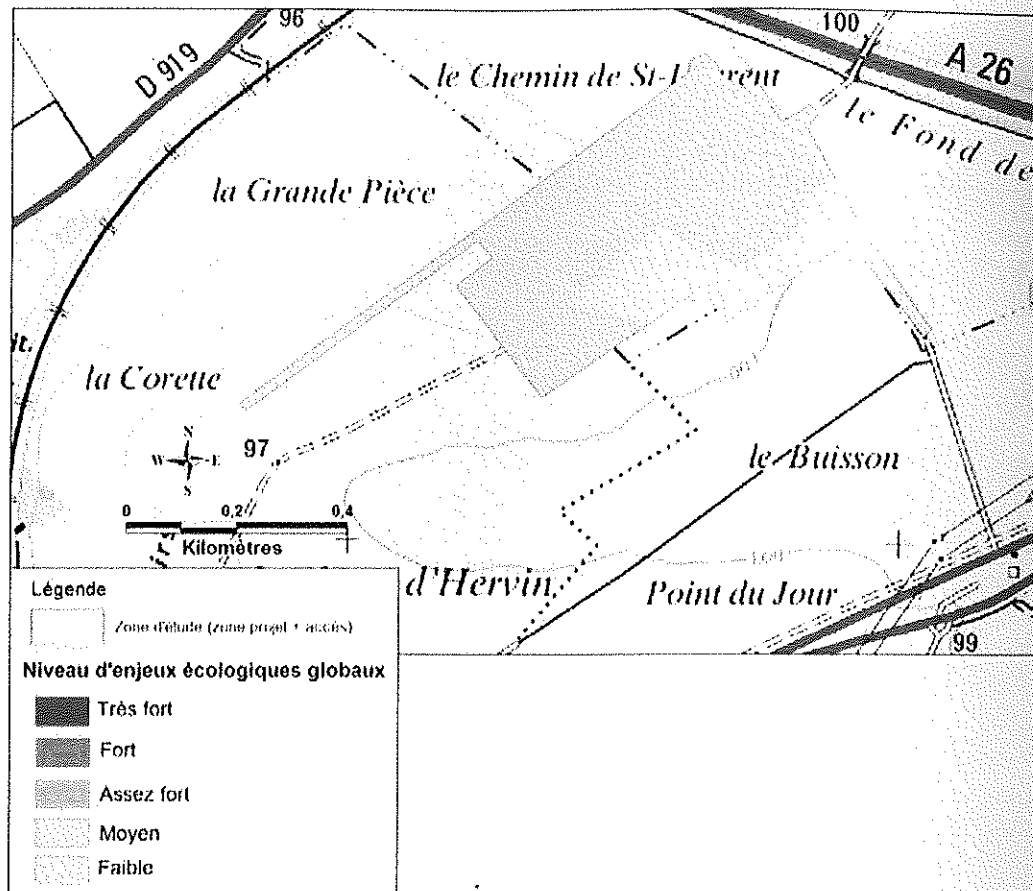 96
100
D 919
A 26
le Chemin de St-
le Fond de
la Grande Pièce
la Corette
97
N
W E
S
le Buisson
0 0,2 0,4
Kilomètres
100
d'Hervin
Point du Jour
99
Légende
Zone d'étude (zone projet + accès)
Niveau d'enjeux écologiques globaux
Très fort
Fort
Assez fort
Moyen
Faible